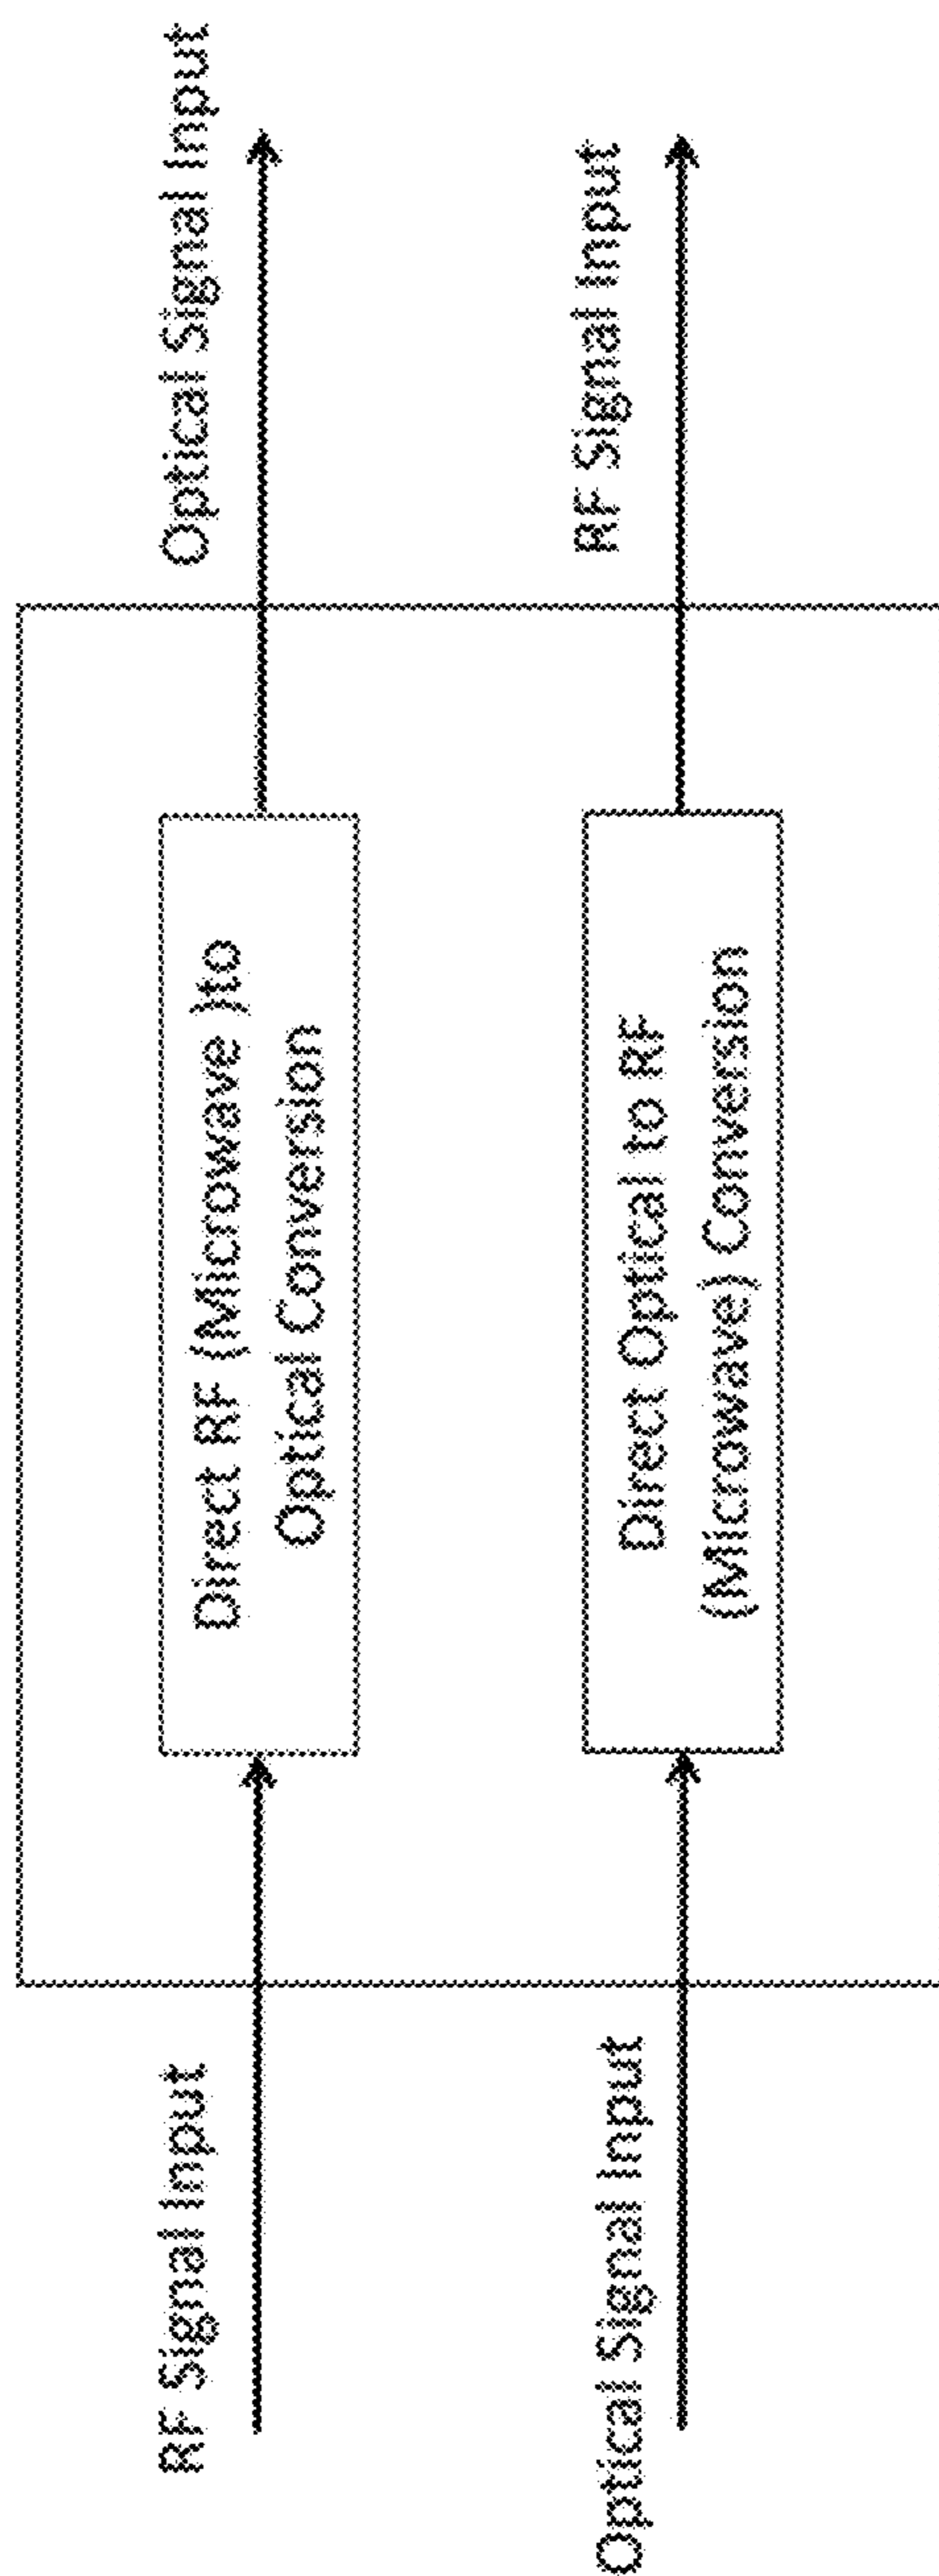 RF Signal Input
Direct RF (Microwave )to
Optical Conversion
Optical Signal Input
Optical Signal Input
Direct Optical to RF
(Microwave) Conversion
RF Signal Input